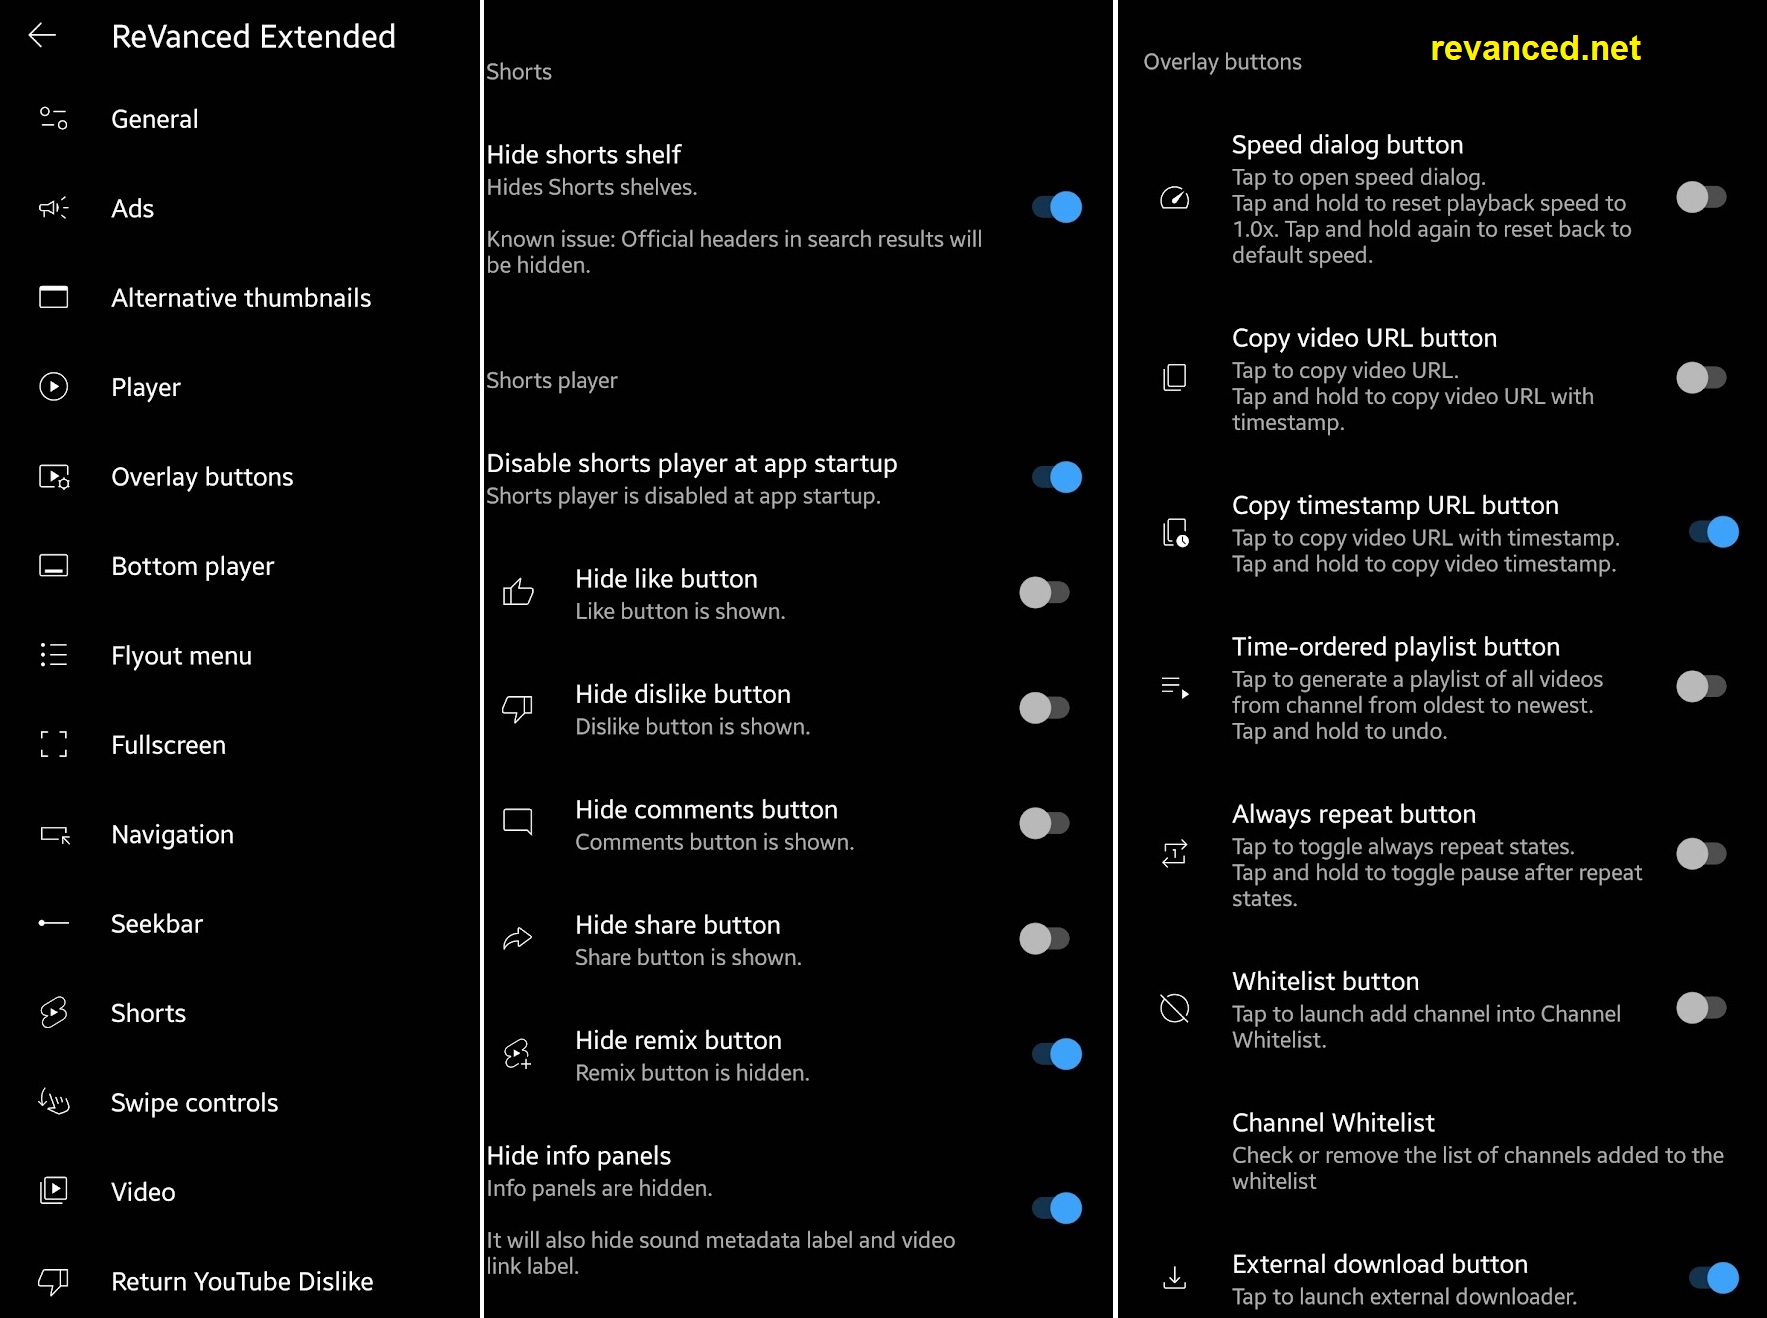 ReVanced Extended
General
Ads
Alternative thumbnails
Player
Overlay buttons
Bottom player
Flyout menu
Fullscreen
Navigation
Seekbar
Shorts
Swipe controls
Video
Return YouTube Dislike
Shorts
Hide shorts shelf
Hides Shorts shelves.
Known issue: Official headers in search results will
be hidden.
Shorts player
Disable shorts player at app startup
Shorts player is disabled at app startup.
Hide like button
Like button is shown.
Hide dislike button
Dislike button is shown.
Hide comments button
Comments button is shown.
Hide share button
Share button is shown.
Hide remix button
Remix button is hidden.
Hide info panels
Info panels are hidden.
It will also hide sound metadata label and video
link label.
revanced.net
Overlay buttons
Speed dialog button
Tap to open speed dialog.
Tap and hold to reset playback speed to
1.0x. Tap and hold again to reset back to
default speed.
Copy video URL button
Tap to copy video URL.
Tap and hold to copy video URL with
timestamp.
Copy timestamp URL button
Tap to copy video URL with timestamp.
Tap and hold to copy video timestamp.
Time-ordered playlist button
Tap to generate a playlist of all videos
from channel from oldest to newest.
Tap and hold to undo.
Always repeat button
Tap to toggle always repeat states.
Tap and hold to toggle pause after repeat
states.
Whitelist button
Tap to launch add channel into Channel
Whitelist.
Channel Whitelist
Check or remove the list of channels added to the
whitelist
External download button
Tap to launch external downloader.